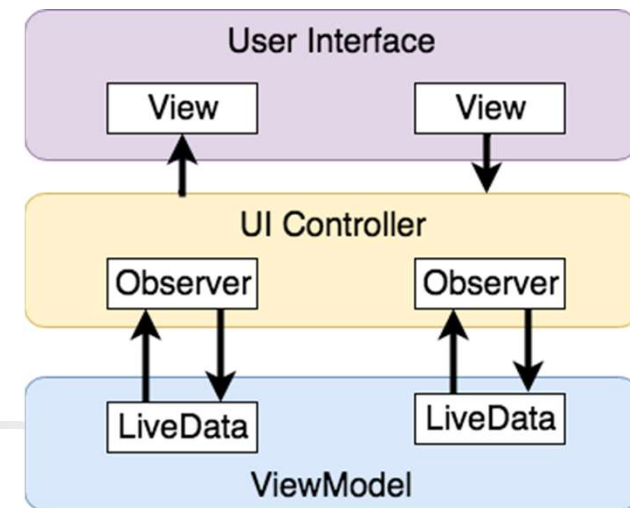 User Interface
View View
UI Controller
Observer Observer
LiveData LiveData
ViewModel